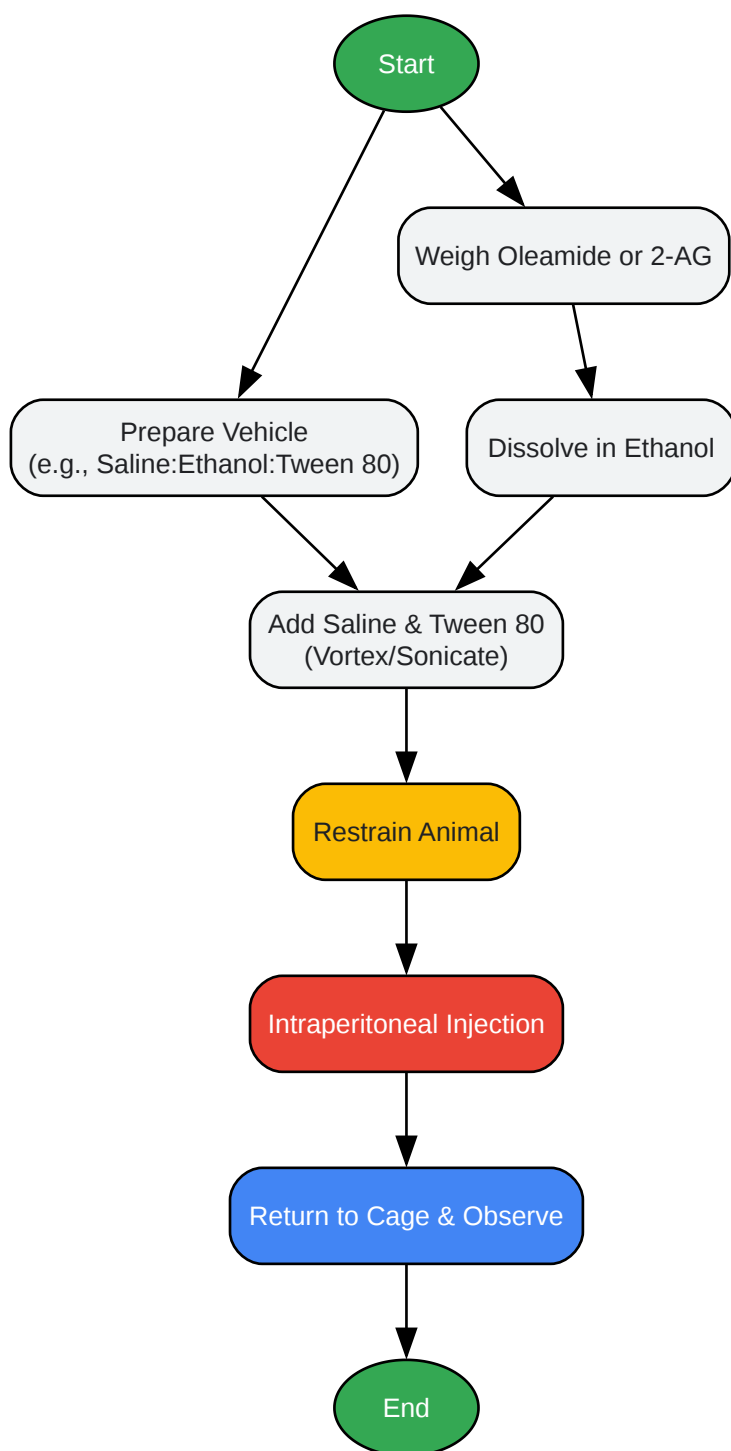 Start
Weigh Oleamide or 2-AG
Prepare Vehicle
(e.g., Saline:Ethanol:Tween 80)
Dissolve in Ethanol
Add Saline & Tween 80
(Vortex/Sonicate)
Restrain Animal
Intraperitoneal Injection
Return to Cage & Observe
End